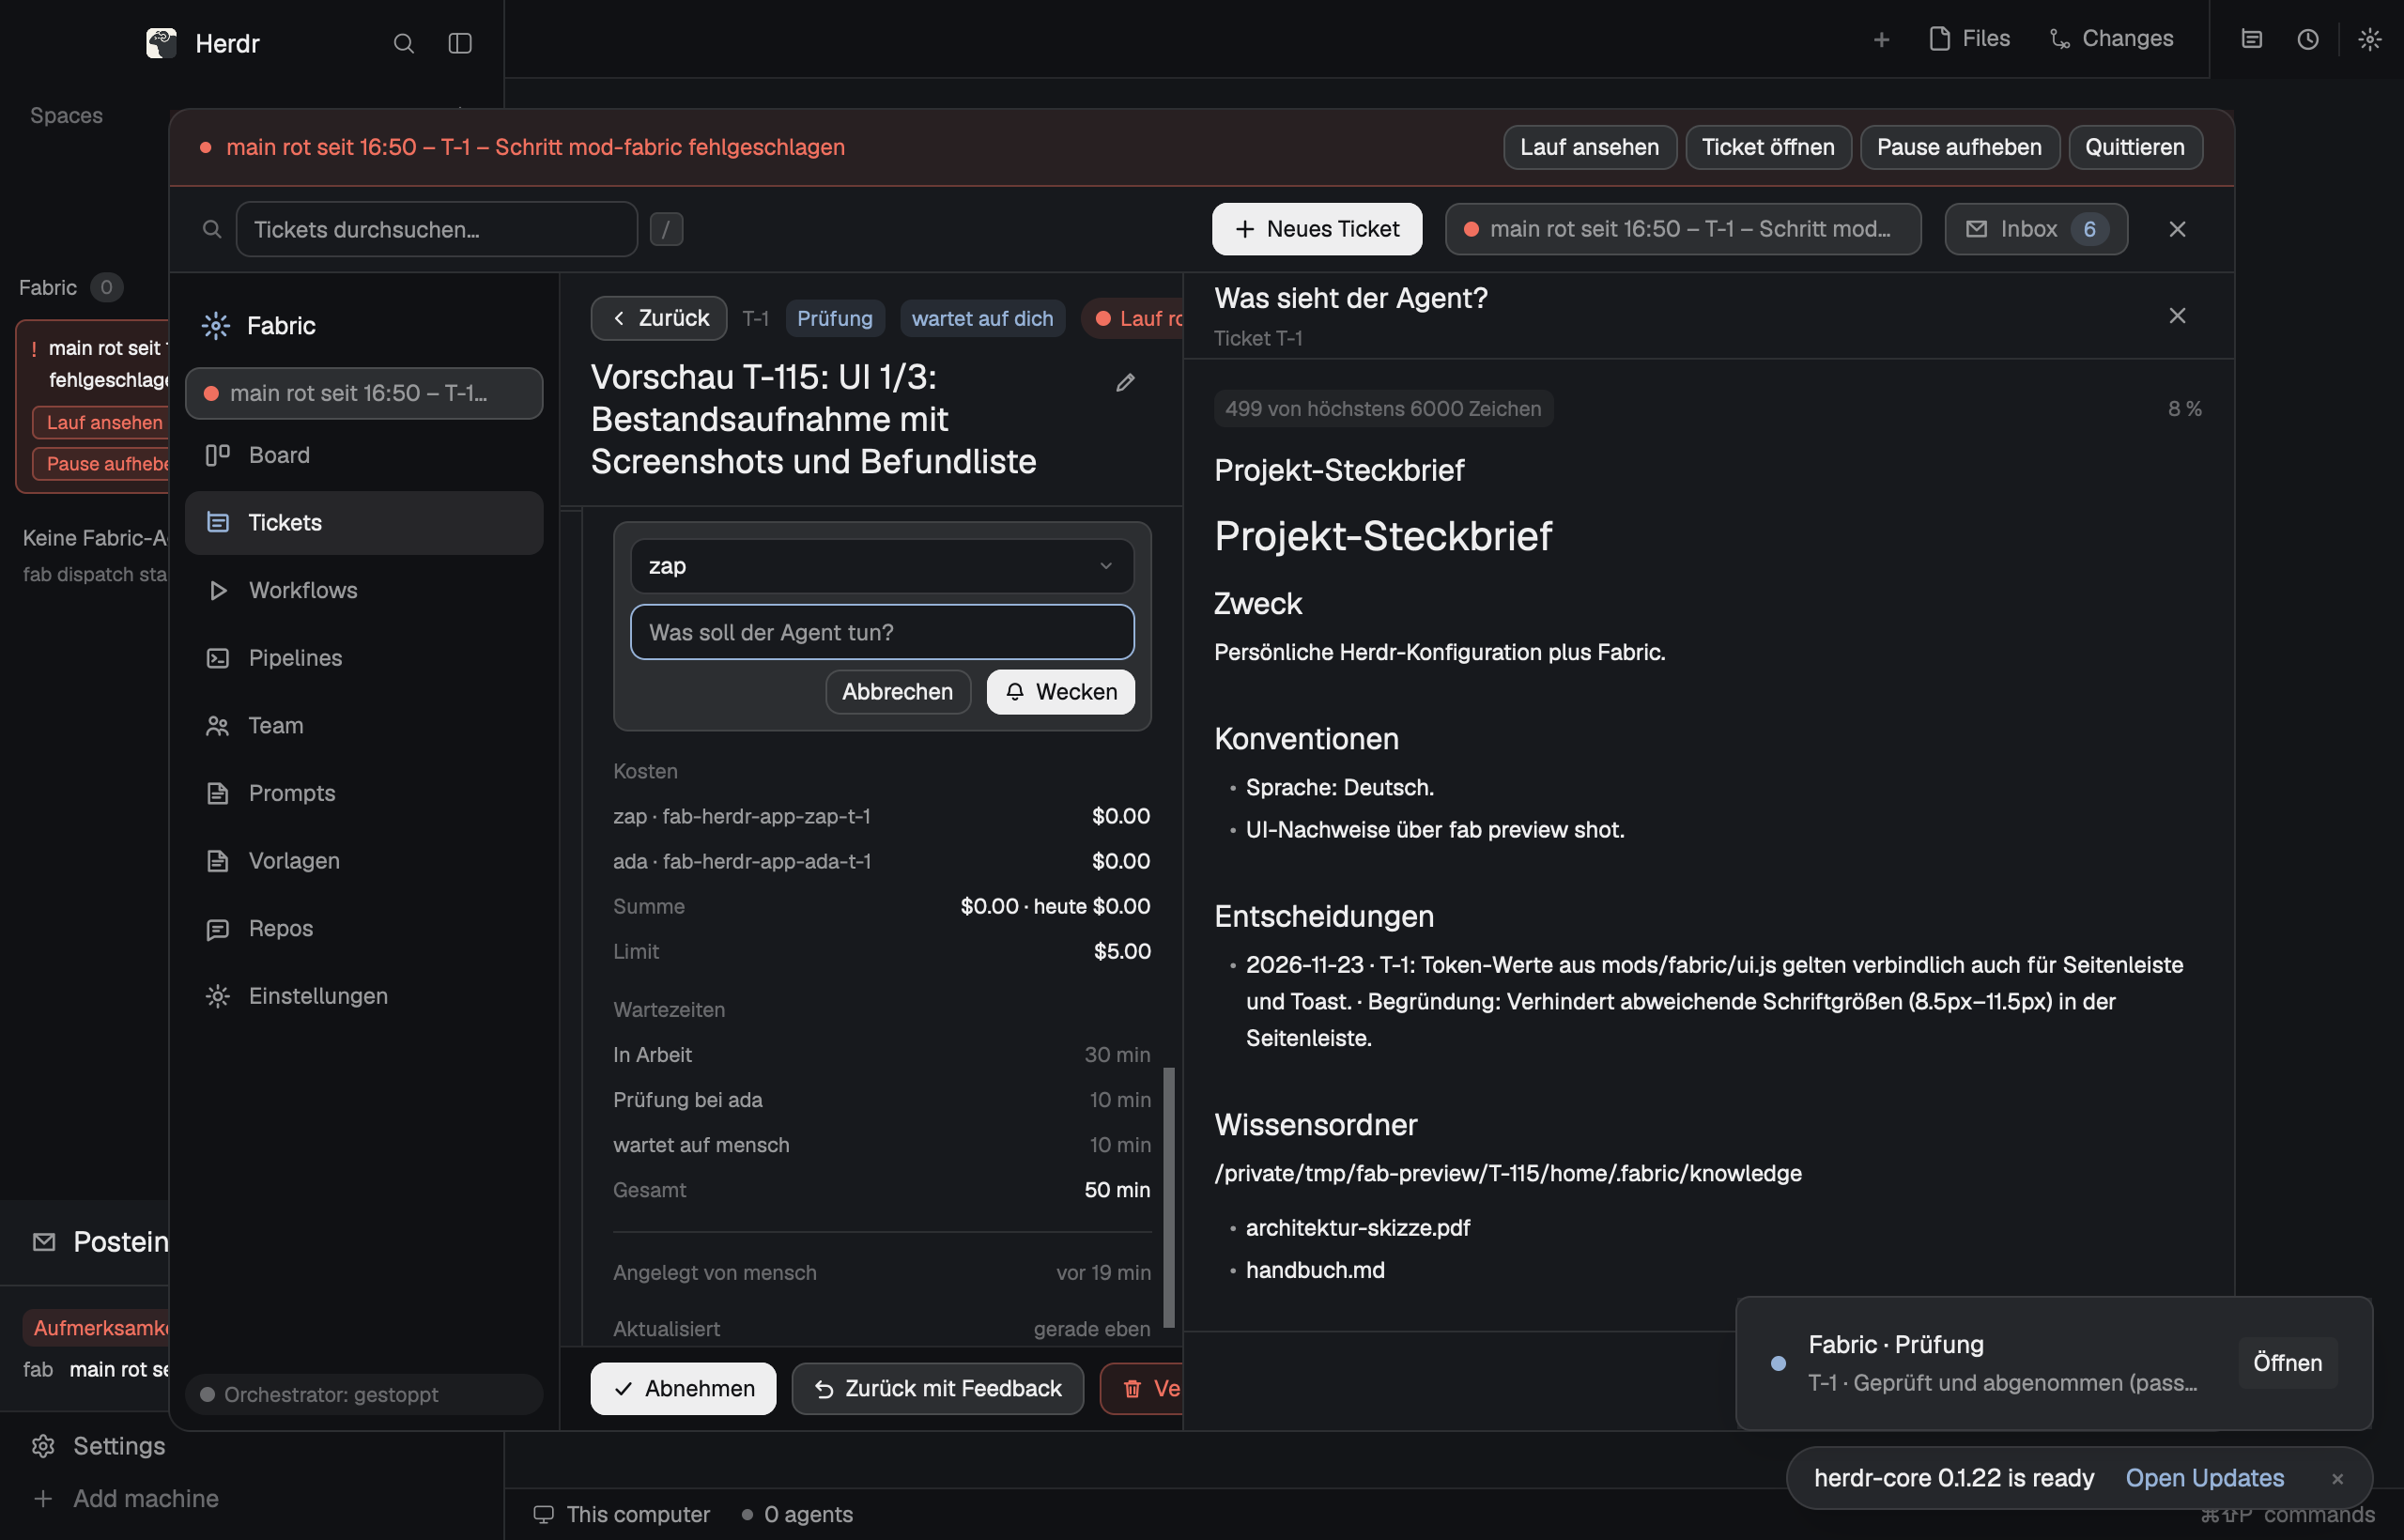 Herdr
Files
Changes
Spaces
main rot seit 16:50 – T-1 – Schritt mod-fabric fehlgeschlagen
Lauf ansehen
Ticket öffnen
Pause aufheben
Quittieren
Tickets durchsuchen…
/
Neues Ticket
main rot seit 16:50 – T-1 – Schritt mod…
Inbox 6
Fabric 0
! main rot seit
fehlgeschlage
Lauf ansehen
Pause aufhebe
Keine Fabric-A
fab dispatch sta
Postein
Aufmerksamke
fab main rot se
Settings
Add machine
Fabric
main rot seit 16:50 – T-1…
Board
Tickets
Workflows
Pipelines
Team
Prompts
Vorlagen
Repos
Einstellungen
Orchestrator: gestoppt
Zurück
T-1
Prüfung
wartet auf dich
Lauf ro
Vorschau T-115: UI 1/3:
Bestandsaufnahme mit
Screenshots und Befundliste
zap
Was soll der Agent tun?
Abbrechen
Wecken
Kosten
zap · fab-herdr-app-zap-t-1 $0.00
ada · fab-herdr-app-ada-t-1 $0.00
Summe $0.00 · heute $0.00
Limit $5.00
Wartezeiten
In Arbeit 30 min
Prüfung bei ada 10 min
wartet auf mensch 10 min
Gesamt 50 min
Angelegt von mensch vor 19 min
Aktualisiert gerade eben
Abnehmen
Zurück mit Feedback
Ve
Was sieht der Agent?
Ticket T-1
499 von höchstens 6000 Zeichen
8 %
Projekt-Steckbrief
Projekt-Steckbrief
Zweck
Persönliche Herdr-Konfiguration plus Fabric.
Konventionen
• Sprache: Deutsch.
• UI-Nachweise über fab preview shot.
Entscheidungen
• 2026-11-23 · T-1: Token-Werte aus mods/fabric/ui.js gelten verbindlich auch für Seitenleiste
und Toast. · Begründung: Verhindert abweichende Schriftgrößen (8.5px–11.5px) in der
Seitenleiste.
Wissensordner
/private/tmp/fab-preview/T-115/home/.fabric/knowledge
• architektur-skizze.pdf
• handbuch.md
Fabric · Prüfung
T-1 · Geprüft und abgenommen (pass…
Öffnen
herdr-core 0.1.22 is ready
Open Updates
This computer
0 agents
⌘⇧P commands